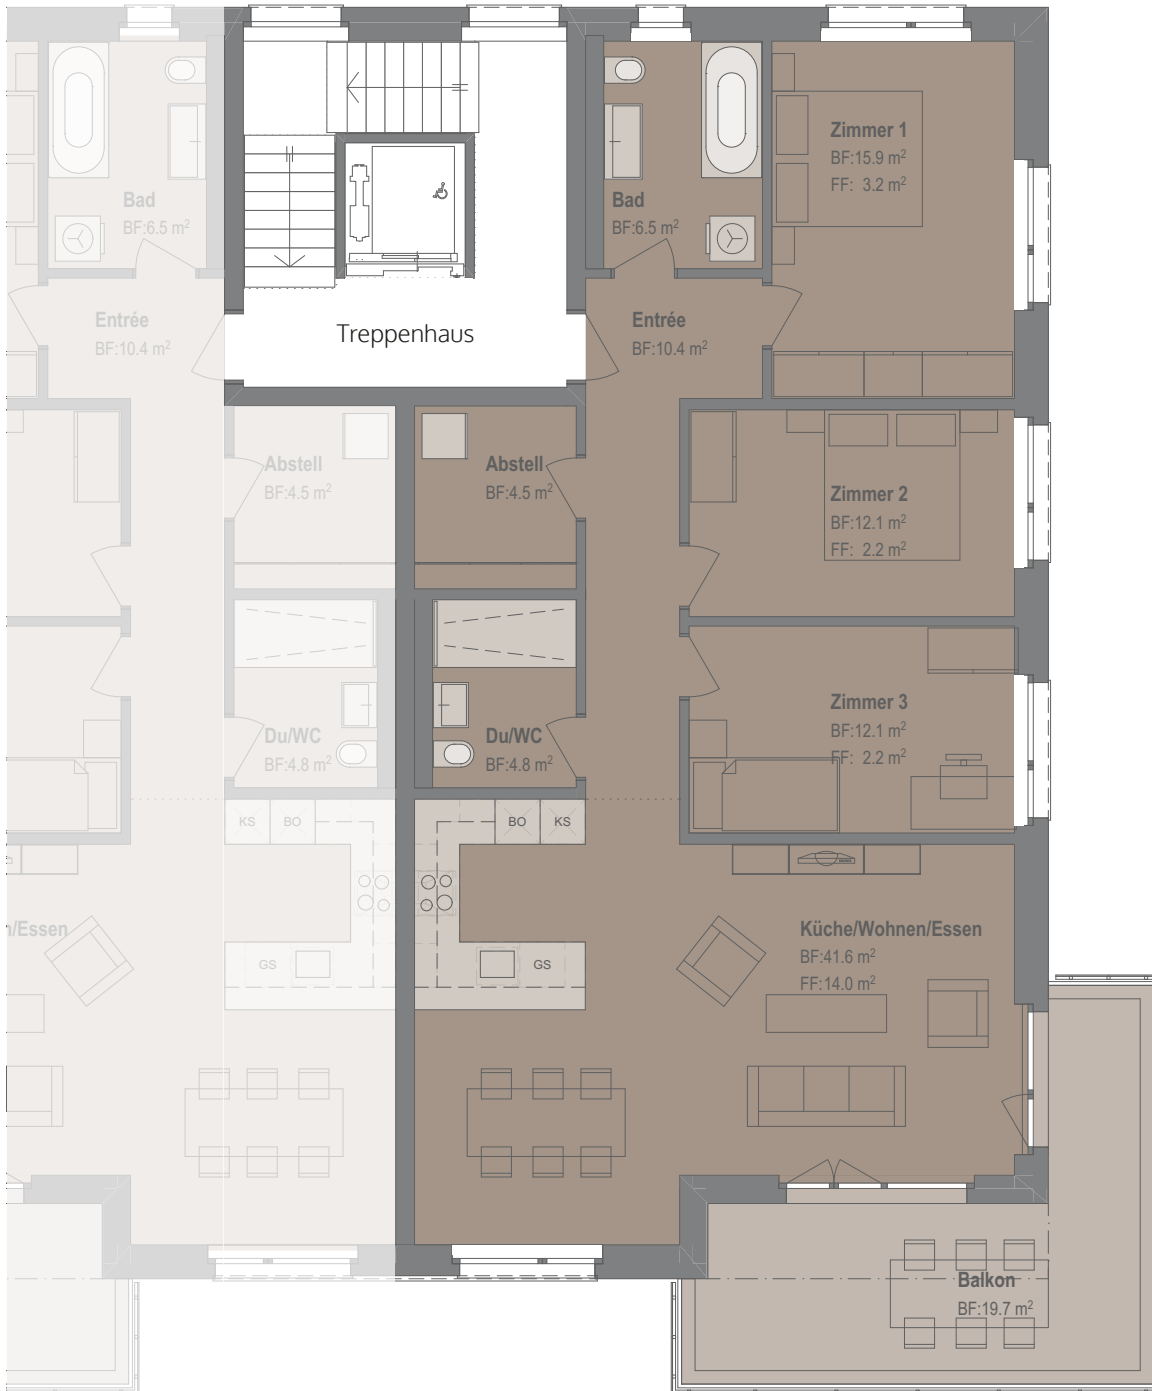 Zimmer 1
BF:15.9 m²
FF: 3.2 m²
Bad
BF:6.5 m²
Bad
BF:6.5 m²
Entrée
BF:10.4 m²
Treppenhaus
Entrée
BF:10.4 m²
Abstell
BF:4.5 m²
Abstell
BF:4.5 m²
Zimmer 2
BF:12.1 m²
FF: 2.2 m²
Zimmer 3
BF:12.1 m²
FF: 2.2 m²
Du/WC
BF:4.8 m²
Du/WC
BF:4.8 m²
KS BO
BO KS
n/Essen
Küche/Wohnen/Essen
BF:41.6 m²
FF:14.0 m²
GS
GS
Balkon
BF:19.7 m²